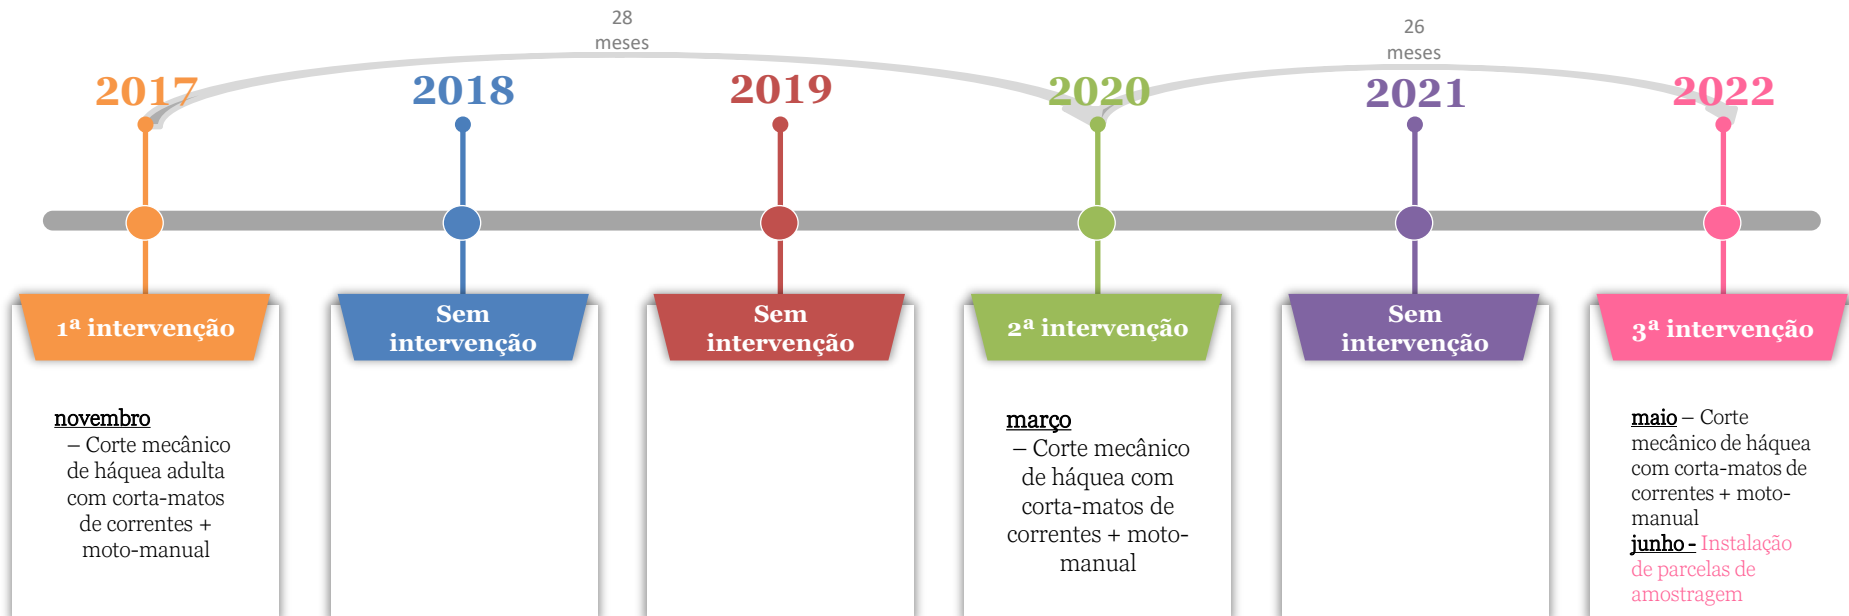 28
meses
26
meses
2017
2018
2019
2020
2021
2022
1ª intervenção
Sem
intervenção
Sem
intervenção
2ª intervenção
Sem
intervenção
3ª intervenção
novembro
– Corte mecânico
de háquea adulta
com corta-matos
de correntes +
moto-manual
março
– Corte mecânico
de háquea com
corta-matos de
correntes + moto-
manual
maio – Corte
mecânico de háquea
com corta-matos de
correntes + moto-
manual
junho - Instalação
de parcelas de
amostragem